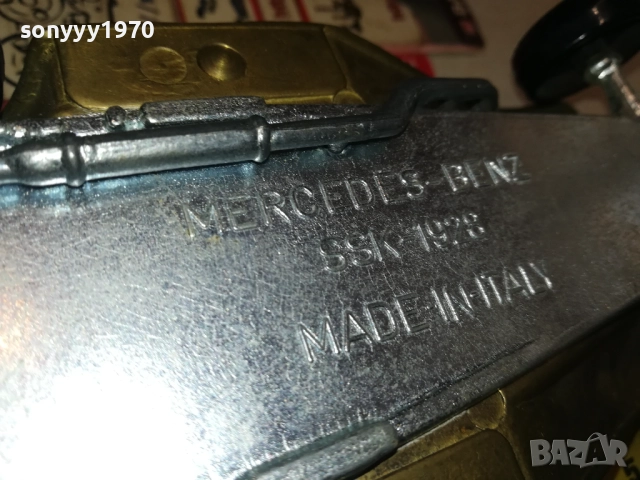 sonyyy1970
MERCEDES-BENZ
SSK-1928
MADE-IN-ITALY
BAZAR